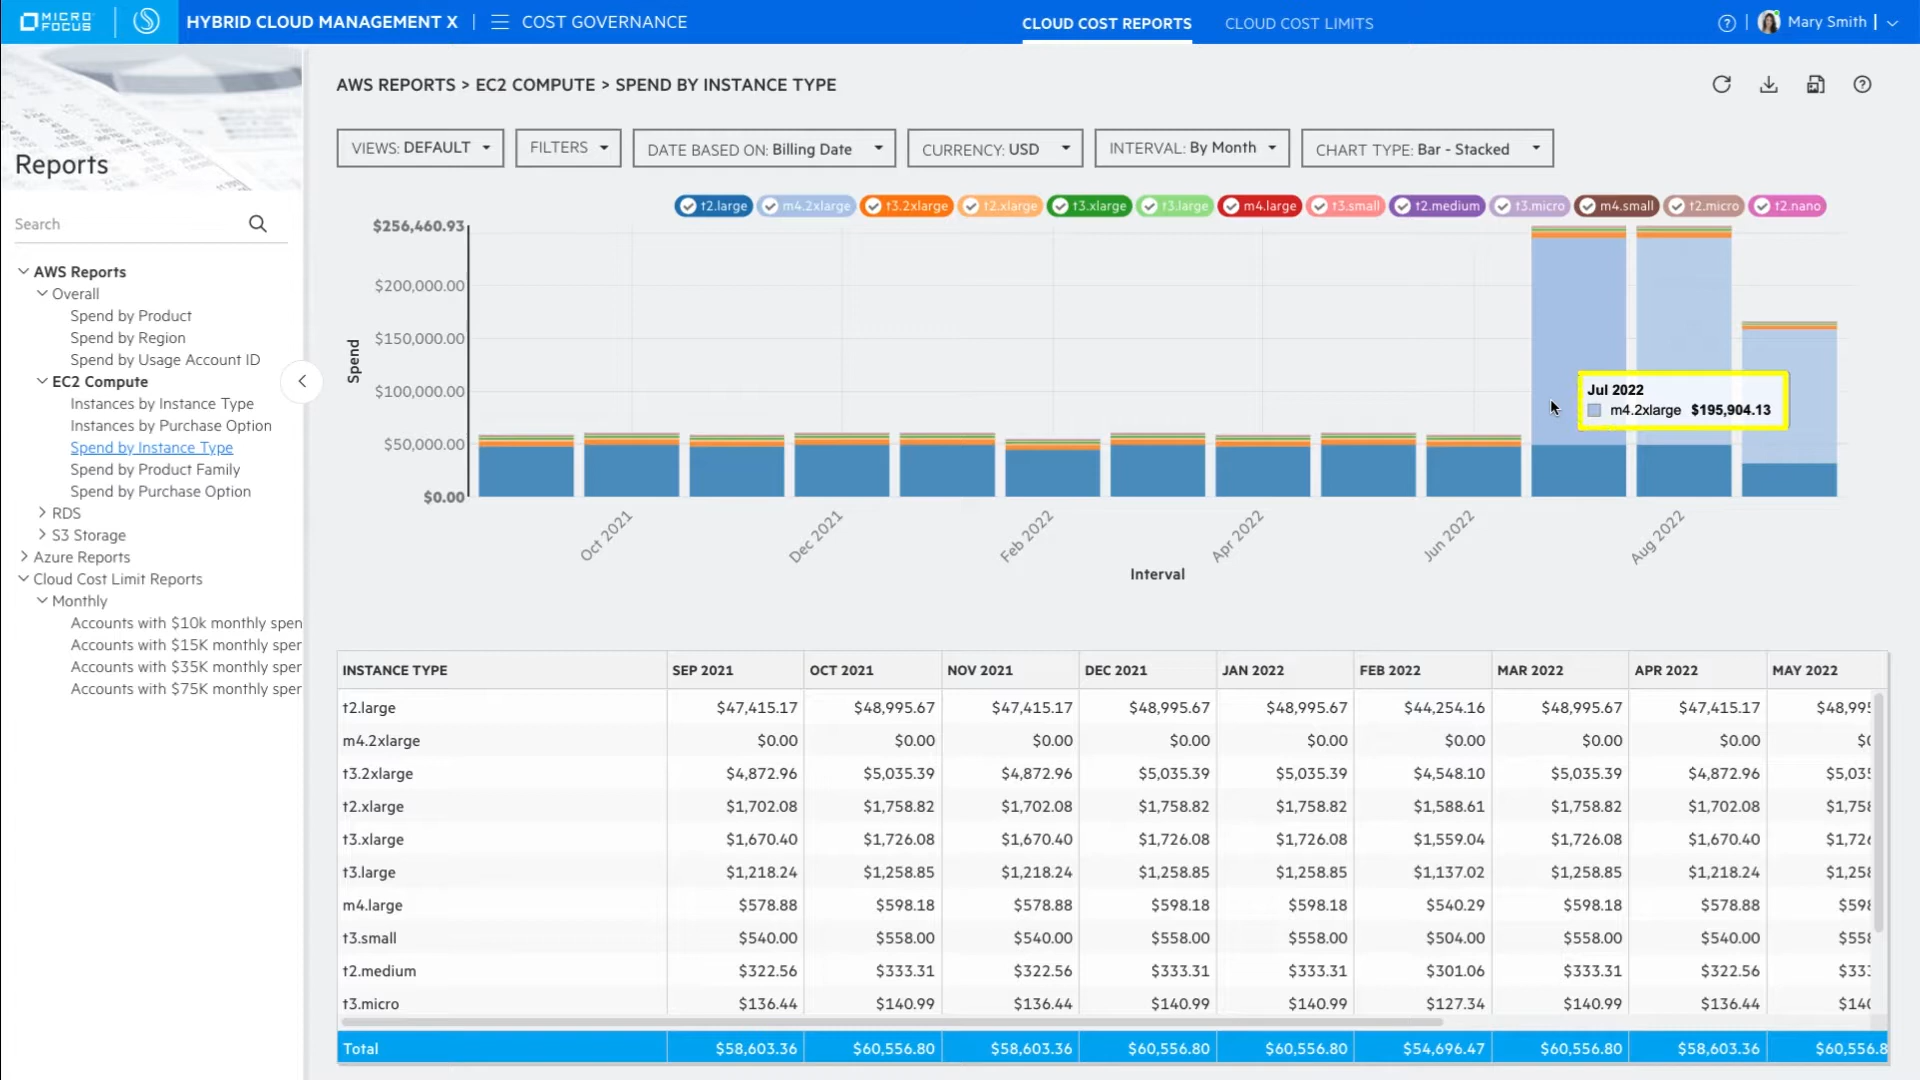 MICRO FOCUS HYBRID CLOUD MANAGEMENT X | COST GOVERNANCE CLOUD COST REPORTS CLOUD COST LIMITS ? | Mary Smith |
Reports
Search
AWS Reports
Overall
Spend by Product
Spend by Region
Spend by Usage Account ID
EC2 Compute
Instances by Instance Type
Instances by Purchase Option
Spend by Instance Type
Spend by Product Family
Spend by Purchase Option
RDS
S3 Storage
Azure Reports
Cloud Cost Limit Reports
Monthly
Accounts with $10k monthly spen
Accounts with $15K monthly sper
Accounts with $35K monthly sper
Accounts with $75K monthly sper
AWS REPORTS > EC2 COMPUTE > SPEND BY INSTANCE TYPE
VIEWS: DEFAULT FILTERS DATE BASED ON: Billing Date CURRENCY: USD INTERVAL: By Month CHART TYPE: Bar - Stacked
t2.large m4.2xlarge t3.2xlarge t2.xlarge t3.xlarge t3.large m4.large t3.small t2.medium t3.micro m4.small t2.micro t2.nano
$256,460.93
$200,000.00
$150,000.00
$100,000.00
$50,000.00
$0.00
Spend
Jul 2022
m4.2xlarge $195,904.13
Oct 2021 Dec 2021 Feb 2022 Apr 2022 Jun 2022 Aug 2022
Interval
INSTANCE TYPE SEP 2021 OCT 2021 NOV 2021 DEC 2021 JAN 2022 FEB 2022 MAR 2022 APR 2022 MAY 2022
t2.large $47,415.17 $48,995.67 $47,415.17 $48,995.67 $48,995.67 $44,254.16 $48,995.67 $47,415.17 $48,995
m4.2xlarge $0.00 $0.00 $0.00 $0.00 $0.00 $0.00 $0.00 $0.00 $0
t3.2xlarge $4,872.96 $5,035.39 $4,872.96 $5,035.39 $5,035.39 $4,548.10 $5,035.39 $4,872.96 $5,035
t2.xlarge $1,702.08 $1,758.82 $1,702.08 $1,758.82 $1,758.82 $1,588.61 $1,758.82 $1,702.08 $1,758
t3.xlarge $1,670.40 $1,726.08 $1,670.40 $1,726.08 $1,726.08 $1,559.04 $1,726.08 $1,670.40 $1,726
t3.large $1,218.24 $1,258.85 $1,218.24 $1,258.85 $1,258.85 $1,137.02 $1,258.85 $1,218.24 $1,258
m4.large $578.88 $598.18 $578.88 $598.18 $598.18 $540.29 $598.18 $578.88 $598
t3.small $540.00 $558.00 $540.00 $558.00 $558.00 $504.00 $558.00 $540.00 $558
t2.medium $322.56 $333.31 $322.56 $333.31 $333.31 $301.06 $333.31 $322.56 $333
t3.micro $136.44 $140.99 $136.44 $140.99 $140.99 $127.34 $140.99 $136.44 $140
Total $58,603.36 $60,556.80 $58,603.36 $60,556.80 $60,556.80 $54,696.47 $60,556.80 $58,603.36 $60,556.8